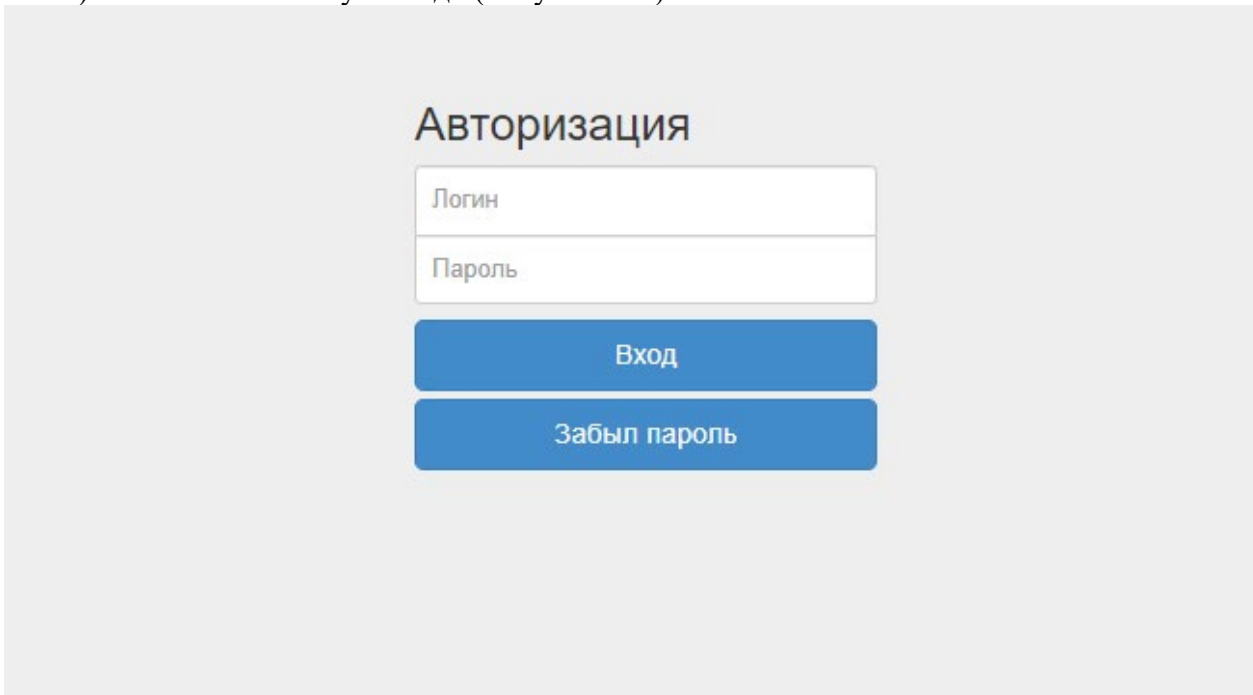 Авторизация
Логин
Пароль
Вход
Забыл пароль